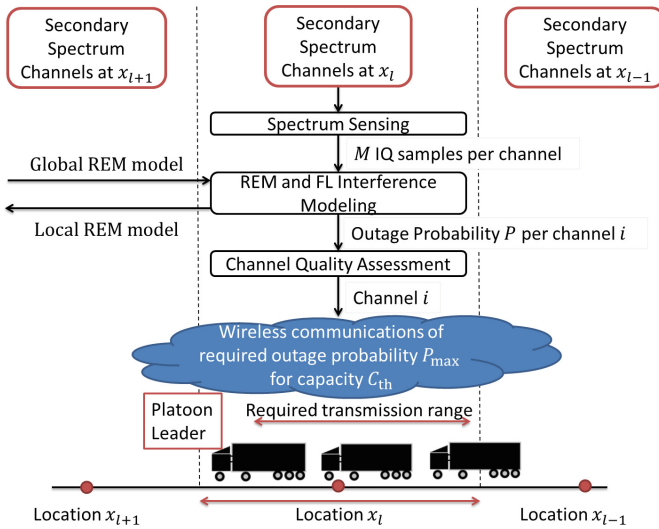 Secondary
Spectrum
Channels at x_{l+1}
Secondary
Spectrum
Channels at x_l
Secondary
Spectrum
Channels at x_{l−1}
Spectrum Sensing
M IQ samples per channel
Global REM model
REM and FL Interference
Modeling
Local REM model
Outage Probability P per channel i
Channel Quality Assessment
Channel i
Wireless communications of
required outage probability P_max
for capacity C_th
Platoon
Leader
Required transmission range
Location x_{l+1}
Location x_l
Location x_{l−1}